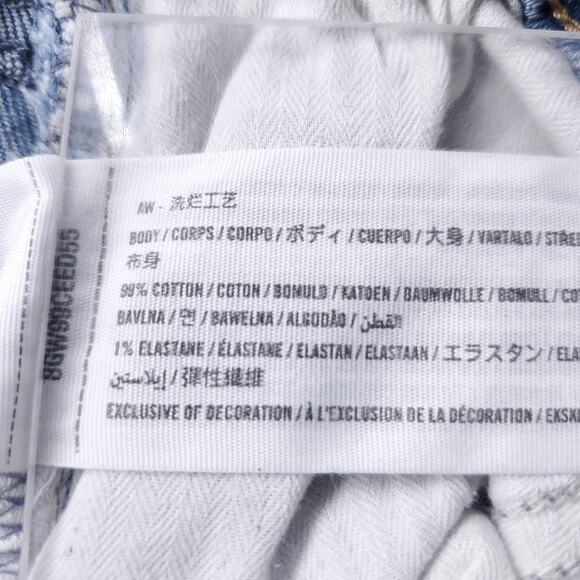 AW - 洗烂工艺
BODY / CORPS / CORPO / ボディ / CUERPO / 大身 / VARTALO / STRE
布身
99% COTTON / COTON / BOMULD / KATOEN / BAUMWOLLE / BOMULL / CO
BAVLNA / 면 / BAWEŁNA / ALGODÃO / القطن
1% ELASTANE / ÉLASTANE / ELASTAN / ELASTAAN / エラスタン / ELA
إيلاستين / 彈性纖維
EXCLUSIVE OF DECORATION / À L'EXCLUSION DE LA DÉCORATION / EKSK
8GW99CEED55